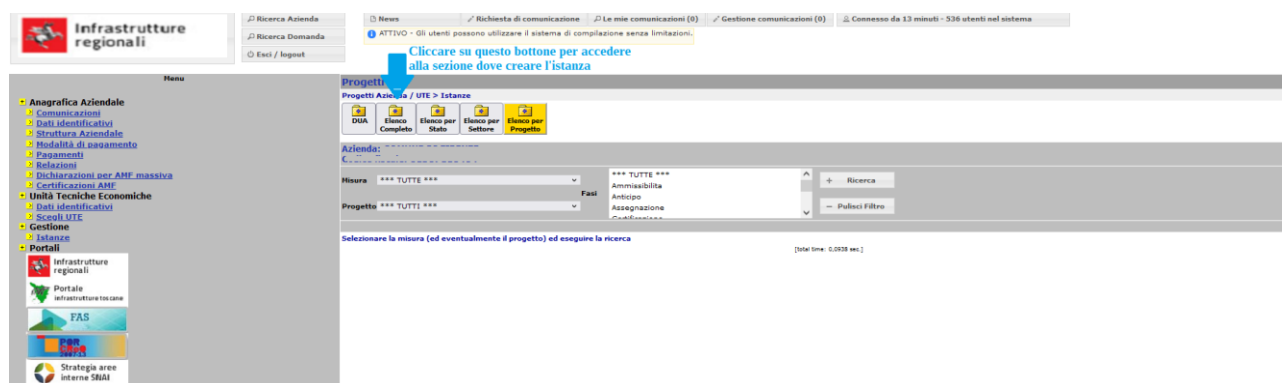 Infrastrutture
regionali
Ricerca Azienda
Ricerca Domanda
Esci / logout
News
Richiesta di comunicazione
Le mie comunicazioni (0)
Gestione comunicazioni (0)
Connesso da 13 minuti - 536 utenti nel sistema
ATTIVO - Gli utenti possono utilizzare il sistema di compilazione senza limitazioni.
Cliccare su questo bottone per accedere
alla sezione dove creare l'istanza
Menu
Anagrafica Aziendale
Comunicazioni
Dati identificativi
Struttura Aziendale
Modalità di pagamento
Pagamenti
Relazioni
Dichiarazioni per AMF massiva
Certificazioni AMF
Unità Tecniche Economiche
Dati identificativi
Scegli UTE
Gestione
Istanze
Portali
Infrastrutture
regionali
Portale
infrastrutture toscane
FAS
POR
CReO
2007-13
Strategia aree
interne SNAI
Progetti
Progetti Azienda / UTE > Istanze
DUA
Elenco
Completo
Elenco per
Stato
Elenco per
Settore
Elenco per
Progetto
Azienda:
Misura *** TUTTE ***
Progetto *** TUTTI ***
Fasi
*** TUTTE ***
Ammissibilita
Anticipo
Assegnazione
+ Ricerca
− Pulisci Filtro
Selezionare la misura (ed eventualmente il progetto) ed eseguire la ricerca
[total time: 0,0938 sec.]